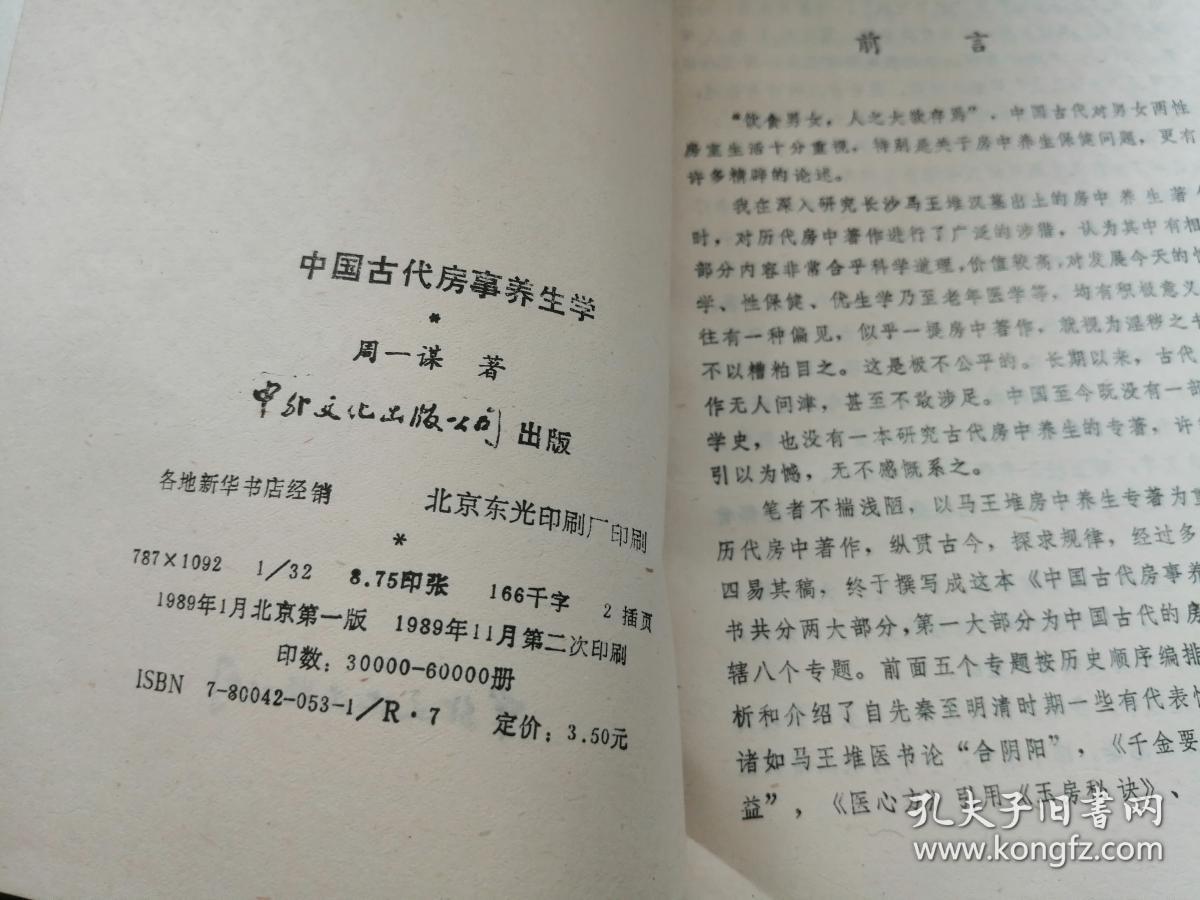 中国古代房事养生学
*
周一谋 著
中外文化出版公司 出版
各地新华书店经销 北京东光印刷厂印刷
*
787×1092 1/32 8.75印张 166千字 2插页
1989年1月北京第一版 1989年11月第二次印刷
印数：30000-60000册
ISBN 7-80042-053-1/R·7 定价：3.50元
前 言
“饮食男女，人之大欲存焉”．中国古代对男女两性
房室生活十分重视，特别是关于房中养生保健问题，更有
许多精辟的论述。
我在深入研究长沙马王堆汉墓出土的房中养生著
时，对历代房中著作进行了广泛的涉猎，认为其中有相
部分内容非常合乎科学道理，价值较高，对发展今天的性
学、性保健、优生学乃至老年医学等，均有积极意义
往有一种偏见，似乎一提房中著作，就视为淫秽之书
不以糟粕目之。这是极不公平的。长期以来，古代
作无人问津，甚至不敢涉足。中国至今既没有一部
学史，也没有一本研究古代房中养生的专著，许
引以为憾，无不感慨系之。
笔者不揣浅陋，以马王堆房中养生专著为重
历代房中著作，纵贯古今，探求规律，经过多
四易其稿，终于撰写成这本《中国古代房事养
书共分两大部分，第一大部分为中国古代的房
辖八个专题。前面五个专题按历史顺序编排
析和介绍了自先秦至明清时期一些有代表性
诸如马王堆医书论“合阴阳”，《千金要
益”，《医心方》引用《玉房秘诀》、
孔夫子旧书网
www.kongfz.com